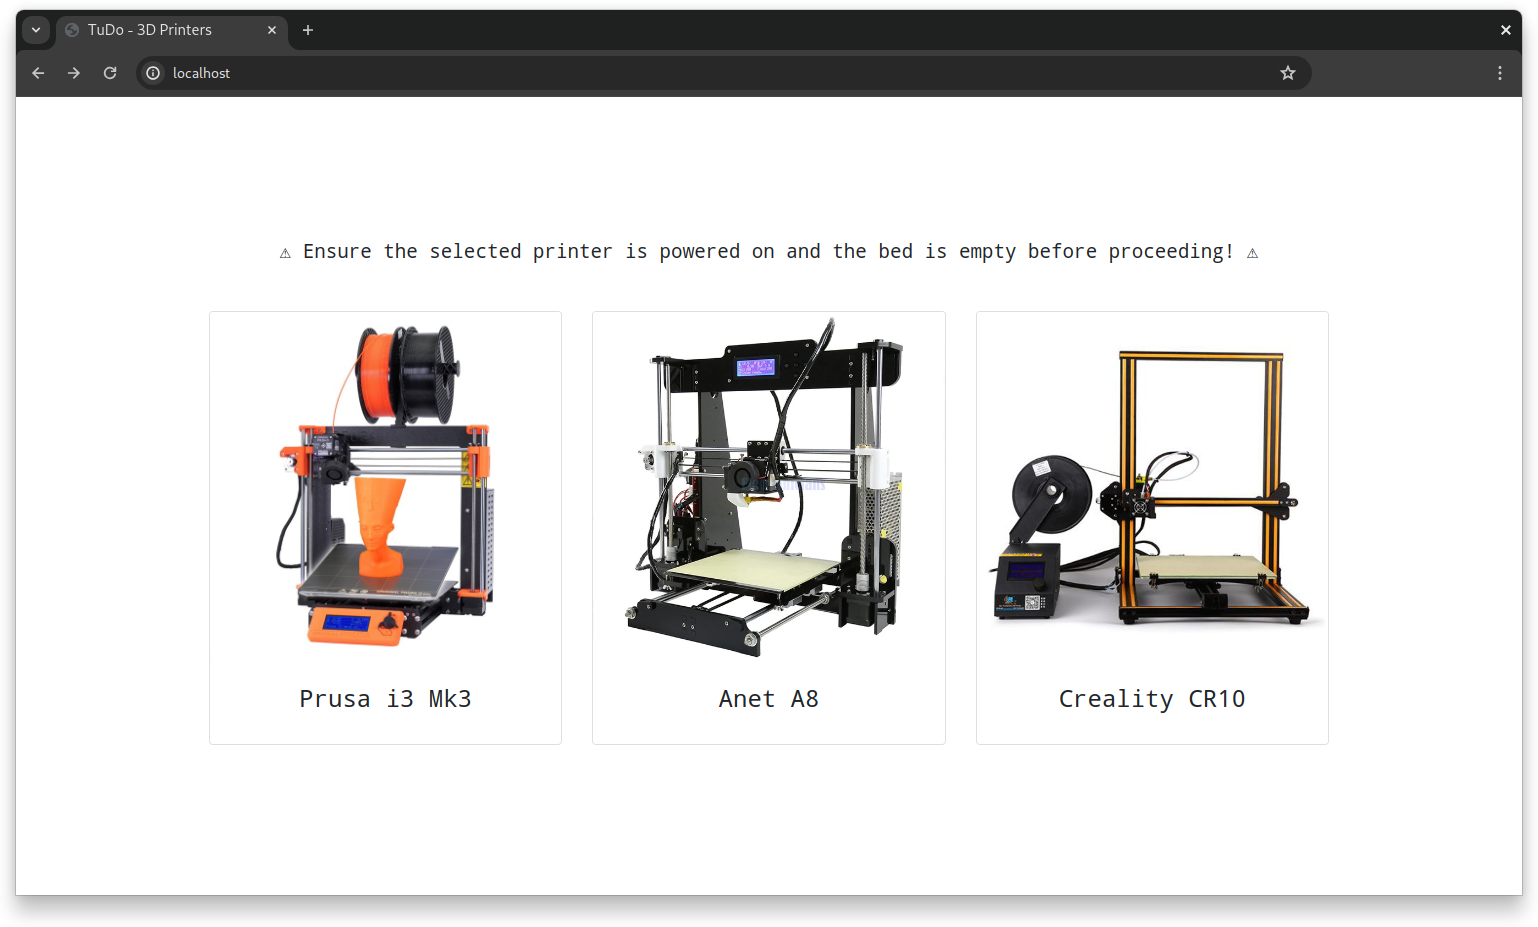 TuDo - 3D Printers
localhost
⚠ Ensure the selected printer is powered on and the bed is empty before proceeding! ⚠
Prusa i3 Mk3
Anet A8
Creality CR10